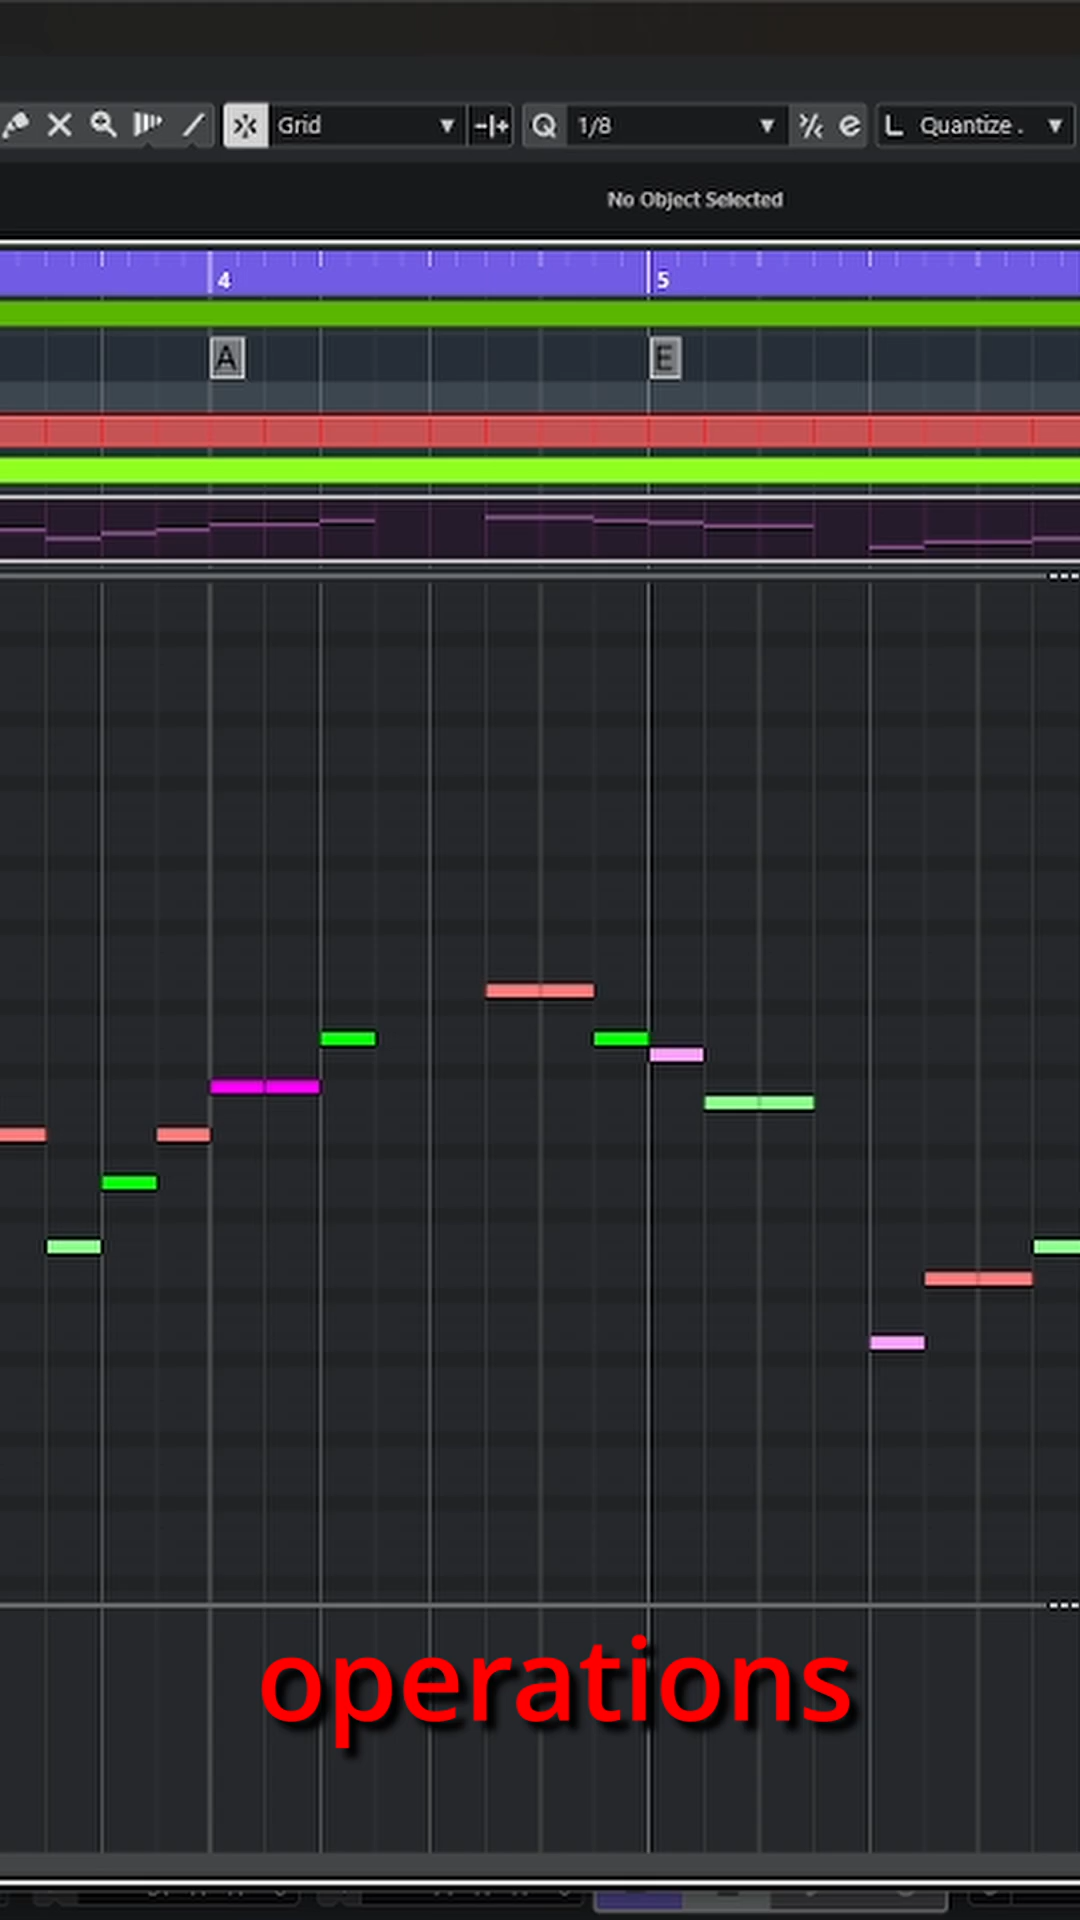 Grid 1/8 Quantize .
No Object Selected
4 5
A E
operations